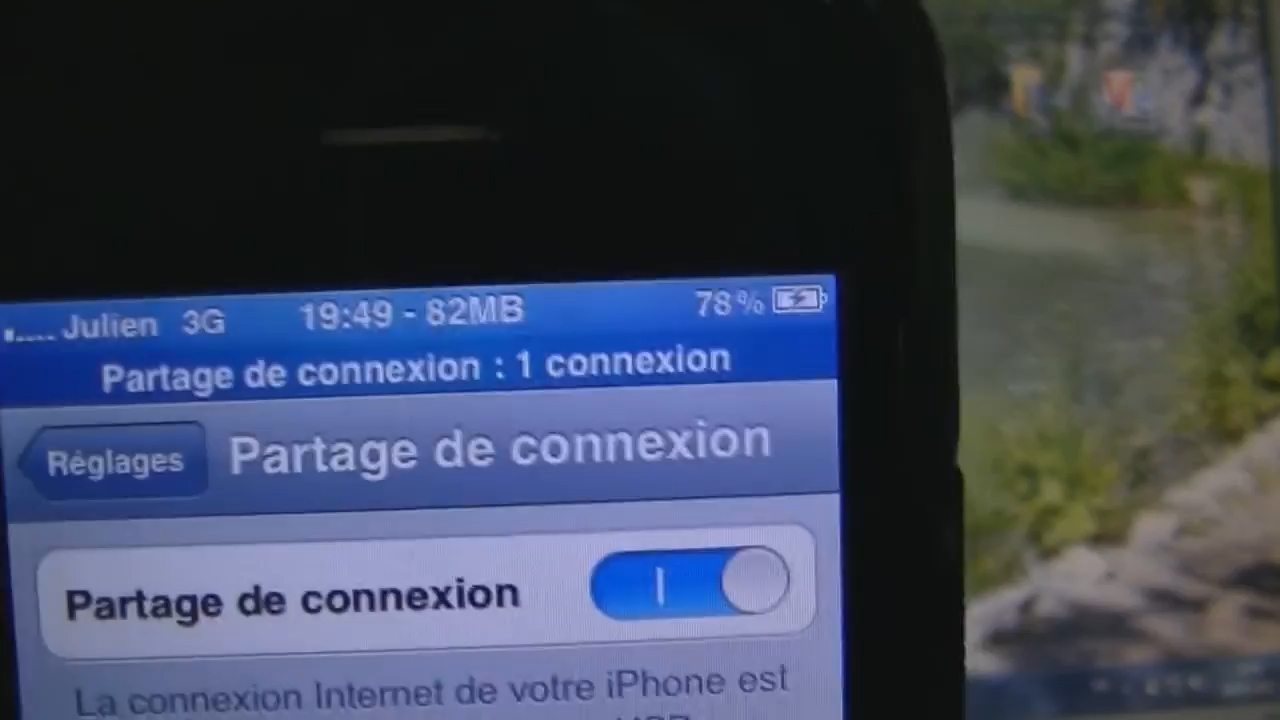 Julien 3G 19:49 - 82MB 78%
Partage de connexion : 1 connexion
Réglages Partage de connexion
Partage de connexion
La connexion Internet de votre iPhone est